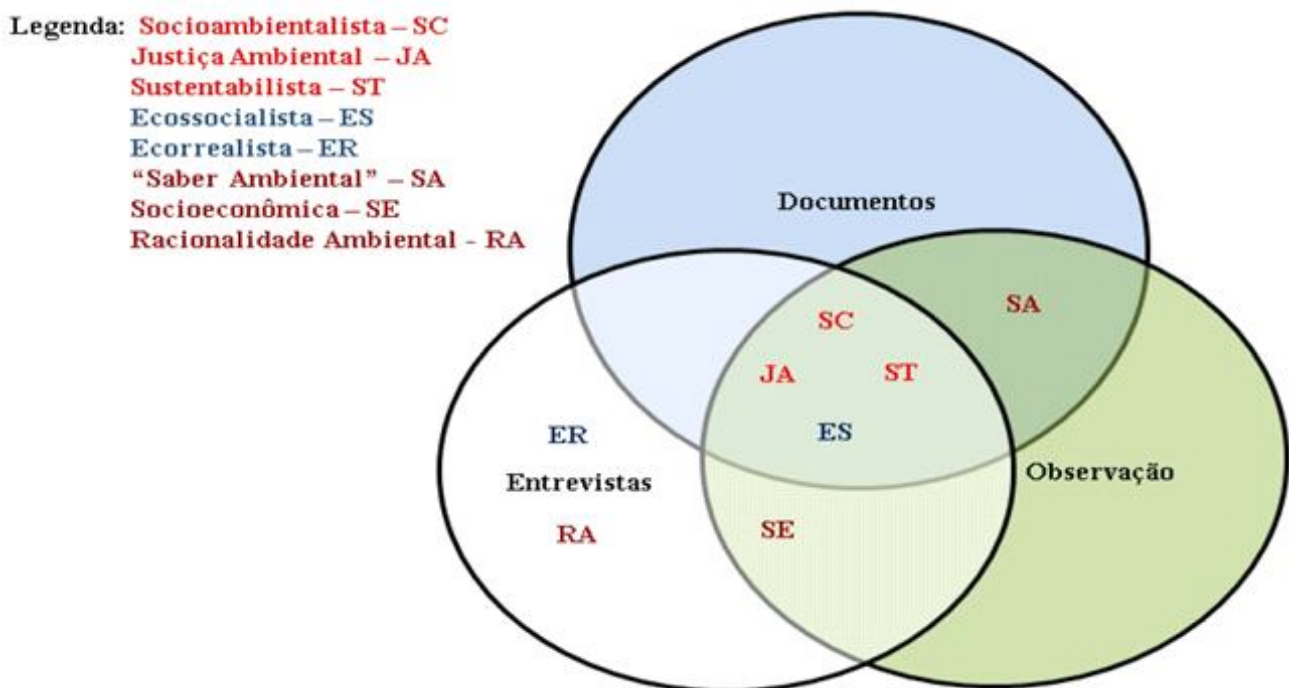 Legenda: Socioambientalista – SC
Justiça Ambiental – JA
Sustentabilista – ST
Ecossocialista – ES
Ecorrealista – ER
“Saber Ambiental” – SA
Socioeconômica – SE
Racionalidade Ambiental - RA
Documentos
SA
SC
JA ST
ES
ER
Entrevistas
Observação
RA
SE